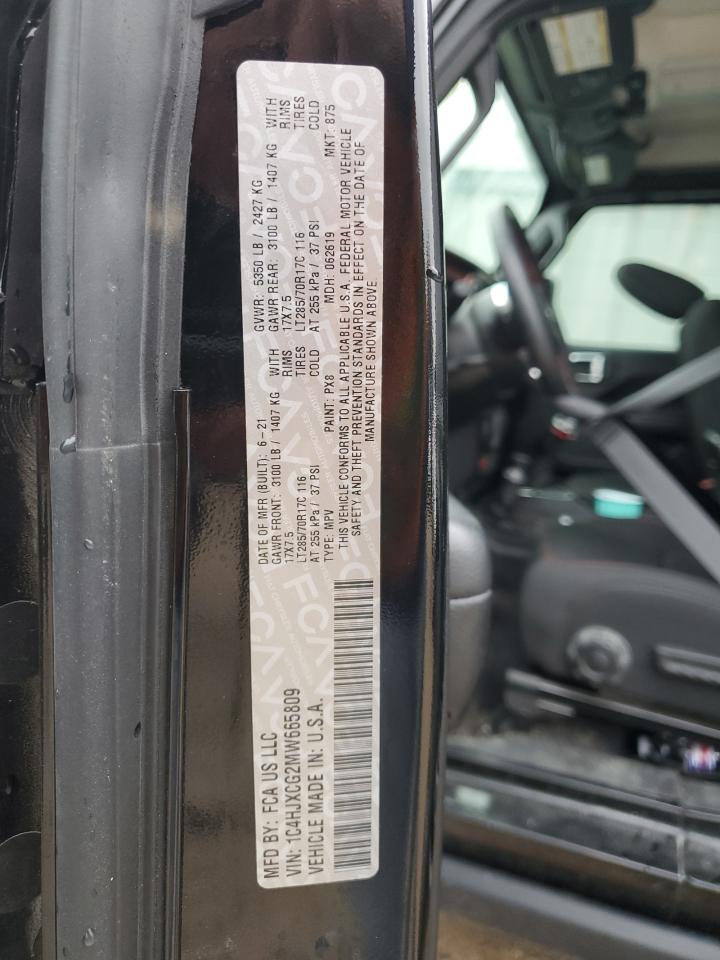 MFD BY: FCA US LLC
DATE OF MFR (BUILT): 6-21 GVWR: 5350 LB / 2427 KG
GAWR FRONT: 3100 LB / 1407 KG WITH GAWR REAR: 3100 LB / 1407 KG WITH
17X7.5 RIMS 17X7.5 RIMS
LT285/70R17C 116 TIRES LT285/70R17C 116 TIRES
AT 255 kPa / 37 PSI COLD AT 255 kPa / 37 PSI COLD
TYPE: MPV PAINT: PX8 MDH: 062619 MKT: 875
THIS VEHICLE CONFORMS TO ALL APPLICABLE U.S.A. FEDERAL MOTOR VEHICLE
SAFETY AND THEFT PREVENTION STANDARDS IN EFFECT ON THE DATE OF
MANUFACTURE SHOWN ABOVE
VIN: 1C4HJXCG2MW665809
VEHICLE MADE IN: U.S.A.